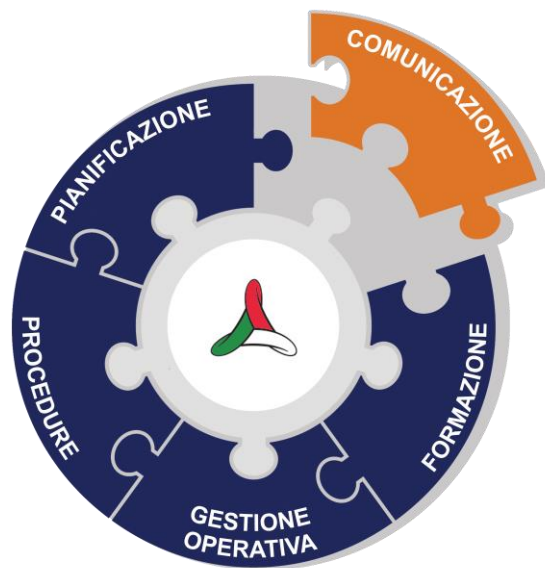 COMUNICAZIONE
PIANIFICAZIONE
PROCEDURE
FORMAZIONE
GESTIONE
OPERATIVA